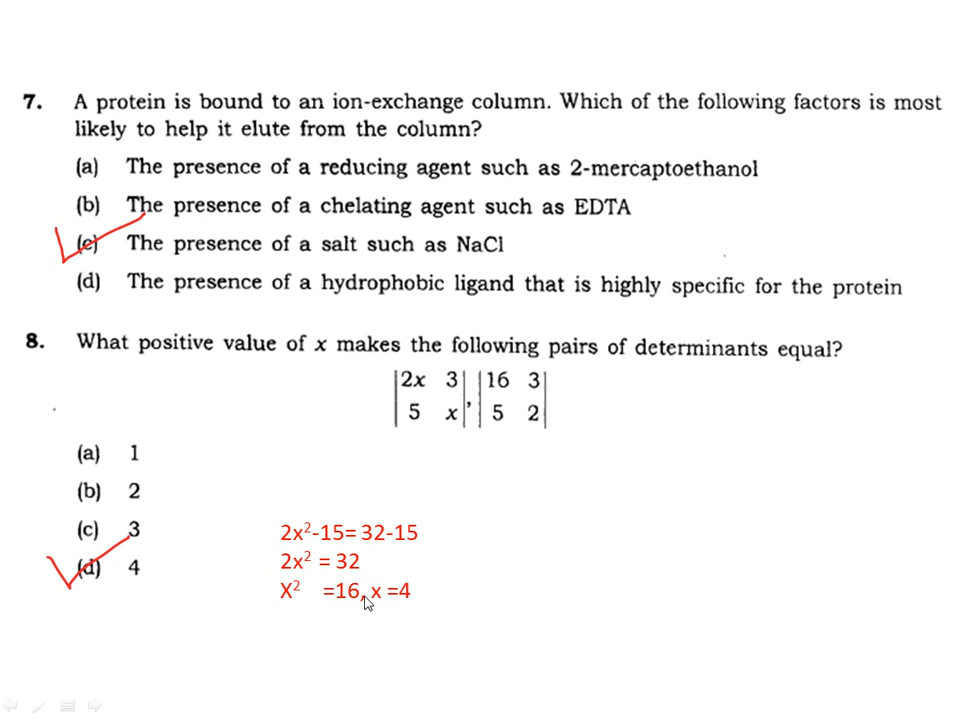 7. A protein is bound to an ion-exchange column. Which of the following factors is most
likely to help it elute from the column?
(a) The presence of a reducing agent such as 2-mercaptoethanol
(b) The presence of a chelating agent such as EDTA
(c) The presence of a salt such as NaCl
(d) The presence of a hydrophobic ligand that is highly specific for the protein
8. What positive value of x makes the following pairs of determinants equal?
|2x 3| |16 3|
|5 x|, |5 2|
(a) 1
(b) 2
(c) 3
(d) 4
2x²-15= 32-15
2x² = 32
X² =16, x =4